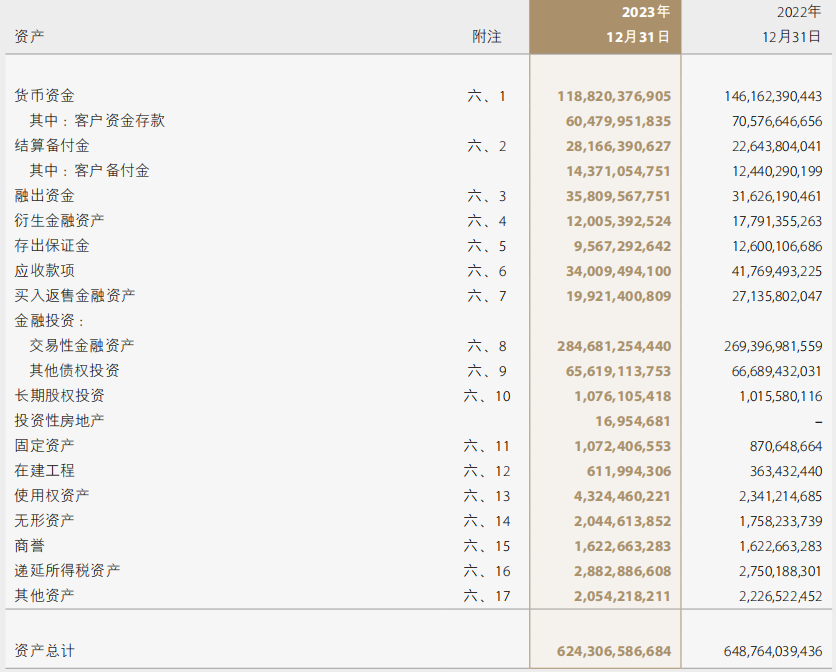 2023年 2022年
资产 附注 12月31日 12月31日
货币资金 六、1 118,820,376,905 146,162,390,443
其中：客户资金存款 60,479,951,835 70,576,646,656
结算备付金 六、2 28,166,390,627 22,643,804,041
其中：客户备付金 14,371,054,751 12,440,290,199
融出资金 六、3 35,809,567,751 31,626,190,461
衍生金融资产 六、4 12,005,392,524 17,791,355,263
存出保证金 六、5 9,567,292,642 12,600,106,686
应收款项 六、6 34,009,494,100 41,769,493,225
买入返售金融资产 六、7 19,921,400,809 27,135,802,047
金融投资：
交易性金融资产 六、8 284,681,254,440 269,396,981,559
其他债权投资 六、9 65,619,113,753 66,689,432,031
长期股权投资 六、10 1,076,105,418 1,015,580,116
投资性房地产 16,954,681 –
固定资产 六、11 1,072,406,553 870,648,664
在建工程 六、12 611,994,306 363,432,440
使用权资产 六、13 4,324,460,221 2,341,214,685
无形资产 六、14 2,044,613,852 1,758,233,739
商誉 六、15 1,622,663,283 1,622,663,283
递延所得税资产 六、16 2,882,886,608 2,750,188,301
其他资产 六、17 2,054,218,211 2,226,522,452
资产总计 624,306,586,684 648,764,039,436